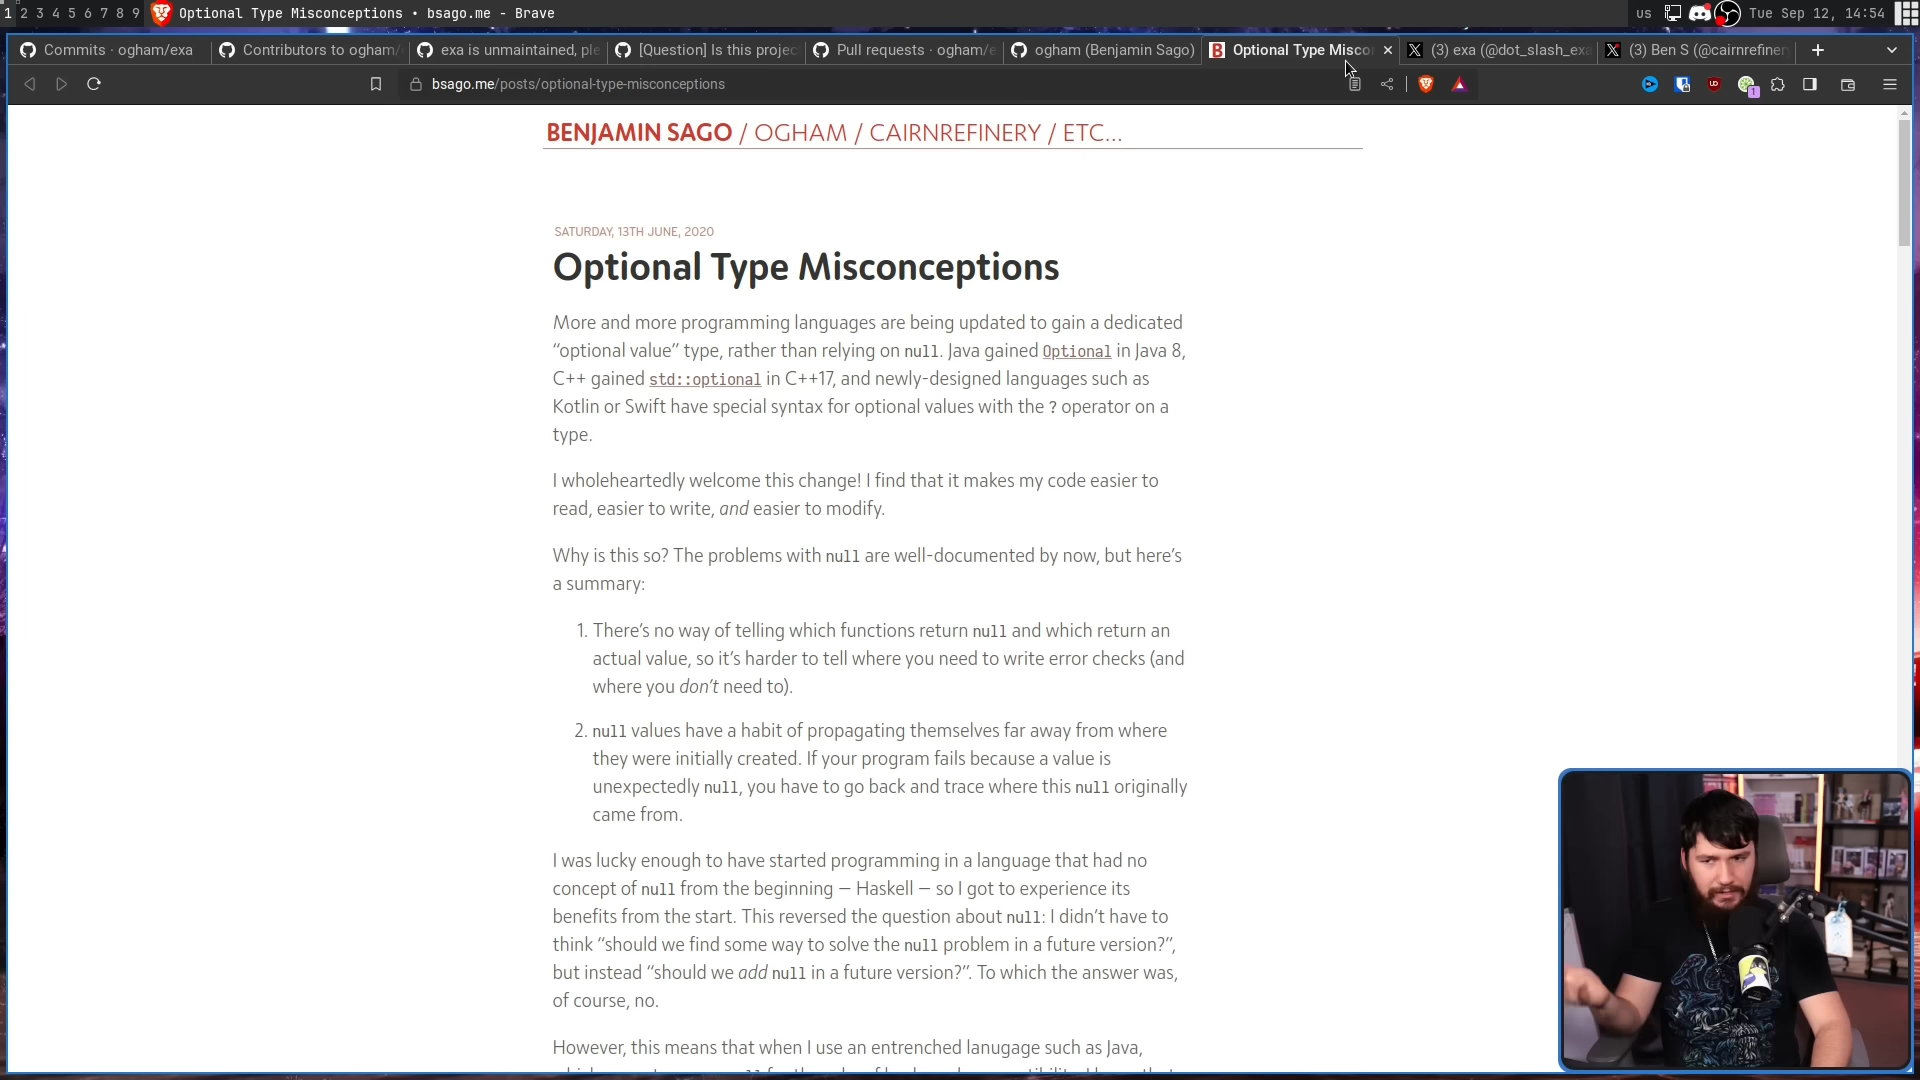 1 2 3 4 5 6 7 8 9 Optional Type Misconceptions • bsago.me - Brave us Tue Sep 12, 14:54
Commits · ogham/exa Contributors to ogham/ exa is unmaintained, ple [Question] Is this projec Pull requests · ogham/e ogham (Benjamin Sago) Optional Type Miscon (3) exa (@dot_slash_exa (3) Ben S (@cairnrefinery
bsago.me/posts/optional-type-misconceptions
1
BENJAMIN SAGO / OGHAM / CAIRNREFINERY / ETC...
SATURDAY, 13TH JUNE, 2020
Optional Type Misconceptions
More and more programming languages are being updated to gain a dedicated
“optional value” type, rather than relying on null. Java gained Optional in Java 8,
C++ gained std::optional in C++17, and newly-designed languages such as
Kotlin or Swift have special syntax for optional values with the ? operator on a
type.
I wholeheartedly welcome this change! I find that it makes my code easier to
read, easier to write, and easier to modify.
Why is this so? The problems with null are well-documented by now, but here’s
a summary:
1. There’s no way of telling which functions return null and which return an
actual value, so it’s harder to tell where you need to write error checks (and
where you don’t need to).
2. null values have a habit of propagating themselves far away from where
they were initially created. If your program fails because a value is
unexpectedly null, you have to go back and trace where this null originally
came from.
I was lucky enough to have started programming in a language that had no
concept of null from the beginning — Haskell — so I got to experience its
benefits from the start. This reversed the question about null: I didn’t have to
think “should we find some way to solve the null problem in a future version?”,
but instead “should we add null in a future version?”. To which the answer was,
of course, no.
However, this means that when I use an entrenched lanugage such as Java,